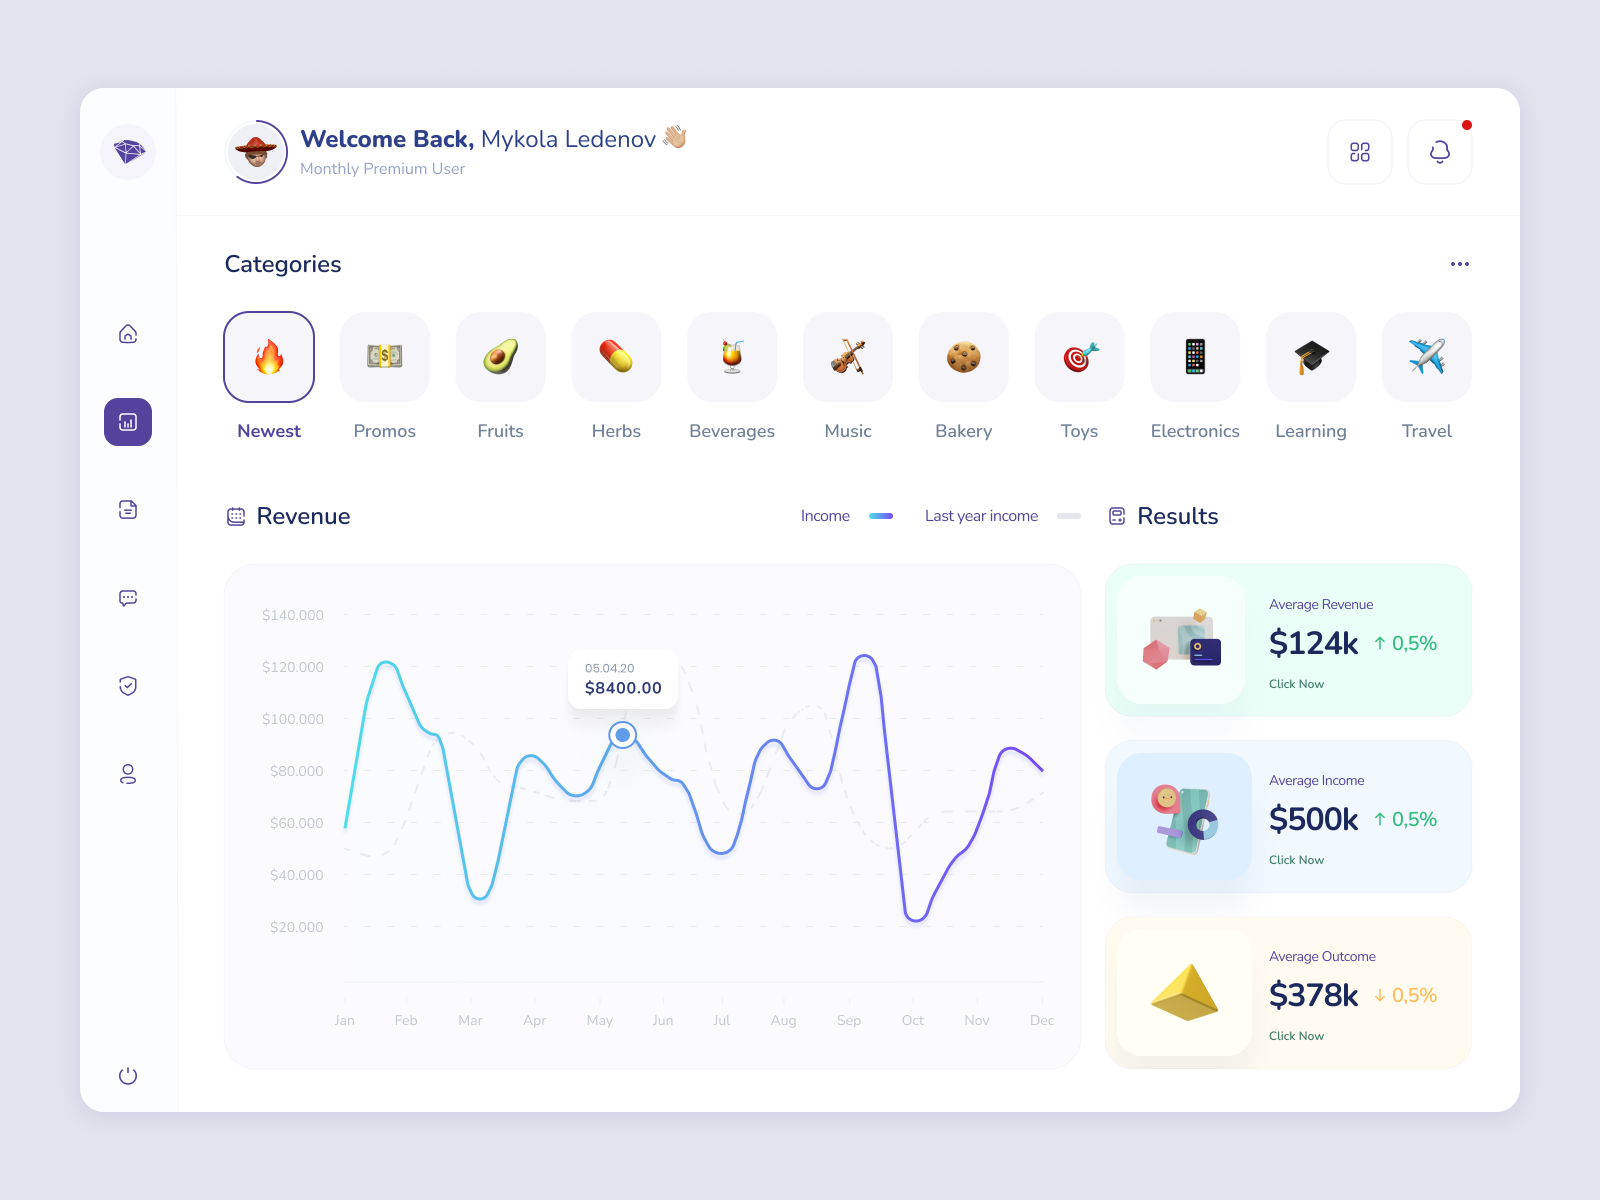 Welcome Back, Mykola Ledenov
Monthly Premium User
Categories
Newest
Promos
Fruits
Herbs
Beverages
Music
Bakery
Toys
Electronics
Learning
Travel
Revenue
Income
Last year income
Results
$140.000
$120.000
$100.000
$80.000
$60.000
$40.000
$20.000
05.04.20
$8400.00
Jan
Feb
Mar
Apr
May
Jun
Jul
Aug
Sep
Oct
Nov
Dec
Average Revenue
$124k ↑ 0,5%
Click Now
Average Income
$500k ↑ 0,5%
Click Now
Average Outcome
$378k ↓ 0,5%
Click Now